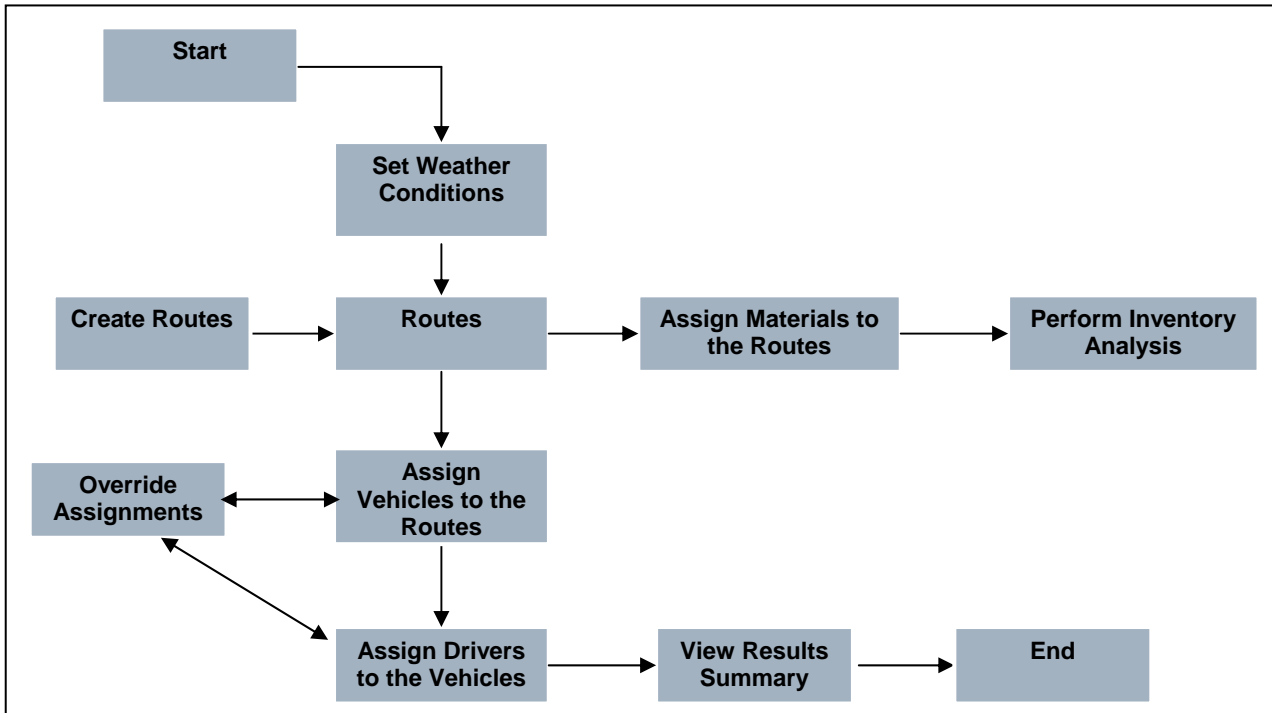 Start
Set Weather
Conditions
Create Routes
Routes
Assign Materials to
the Routes
Perform Inventory
Analysis
Override
Assignments
Assign
Vehicles to the
Routes
Assign Drivers
to the Vehicles
View Results
Summary
End